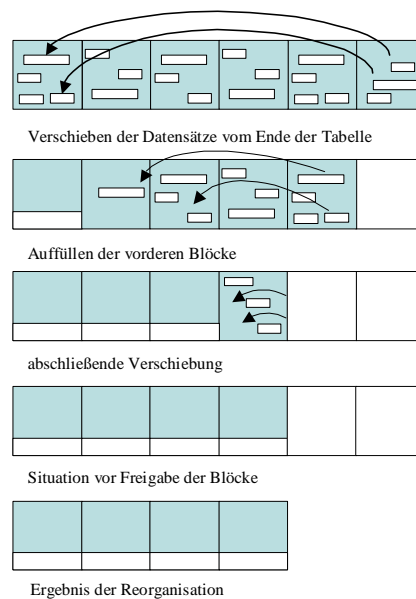 Verschieben der Datensätze vom Ende der Tabelle
Auffüllen der vorderen Blöcke
abschließende Verschiebung
Situation vor Freigabe der Blöcke
Ergebnis der Reorganisation